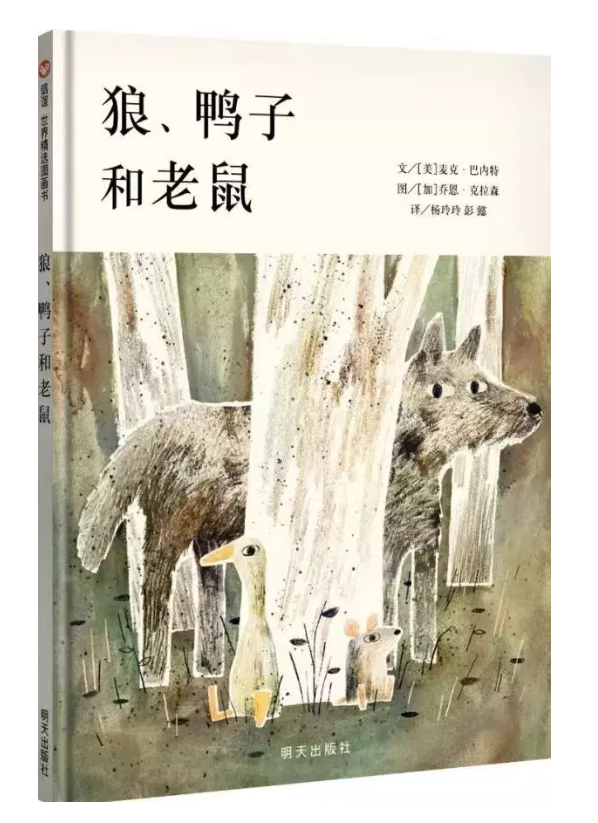 狼、鸭子
和老鼠
文／[美]麦克·巴内特
图／[加]乔恩·克拉森
译／杨玲玲 彭懿
明天出版社
信谊 世界精选图画书
狼、鸭子和老鼠
明天出版社